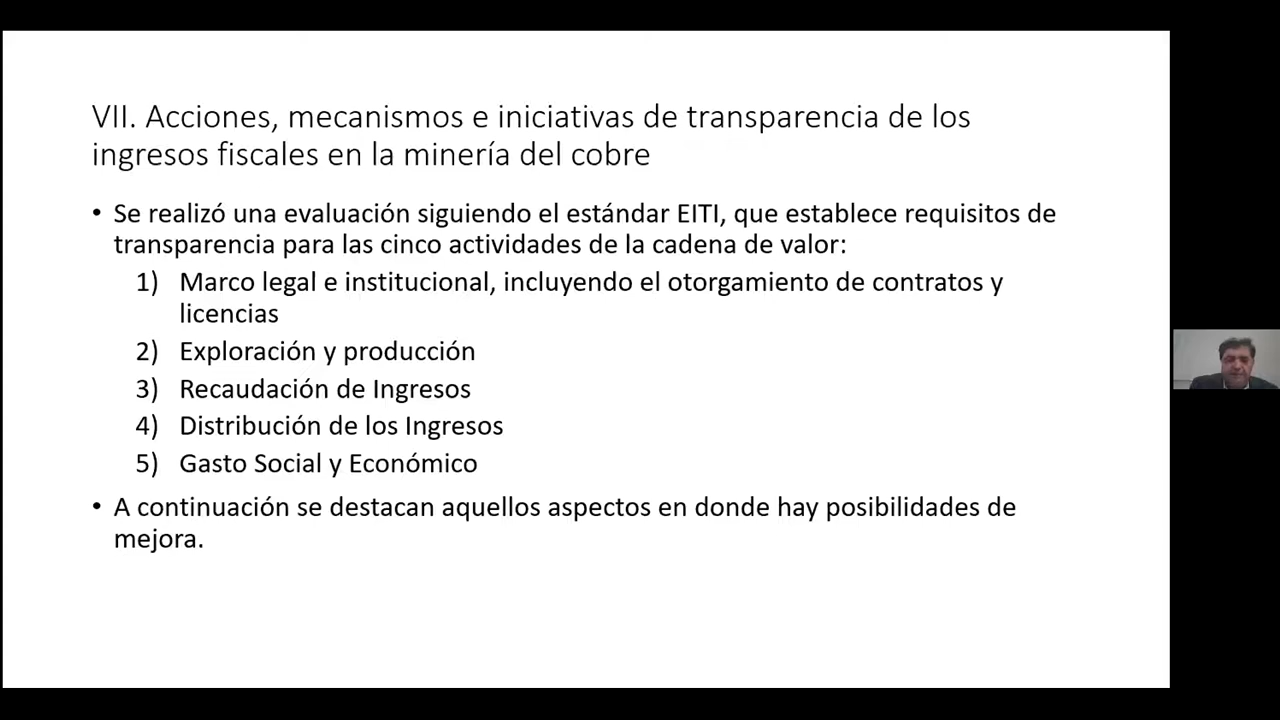 VII. Acciones, mecanismos e iniciativas de transparencia de los
ingresos fiscales en la minería del cobre
• Se realizó una evaluación siguiendo el estándar EITI, que establece requisitos de
transparencia para las cinco actividades de la cadena de valor:
1) Marco legal e institucional, incluyendo el otorgamiento de contratos y
licencias
2) Exploración y producción
3) Recaudación de Ingresos
4) Distribución de los Ingresos
5) Gasto Social y Económico
• A continuación se destacan aquellos aspectos en donde hay posibilidades de
mejora.